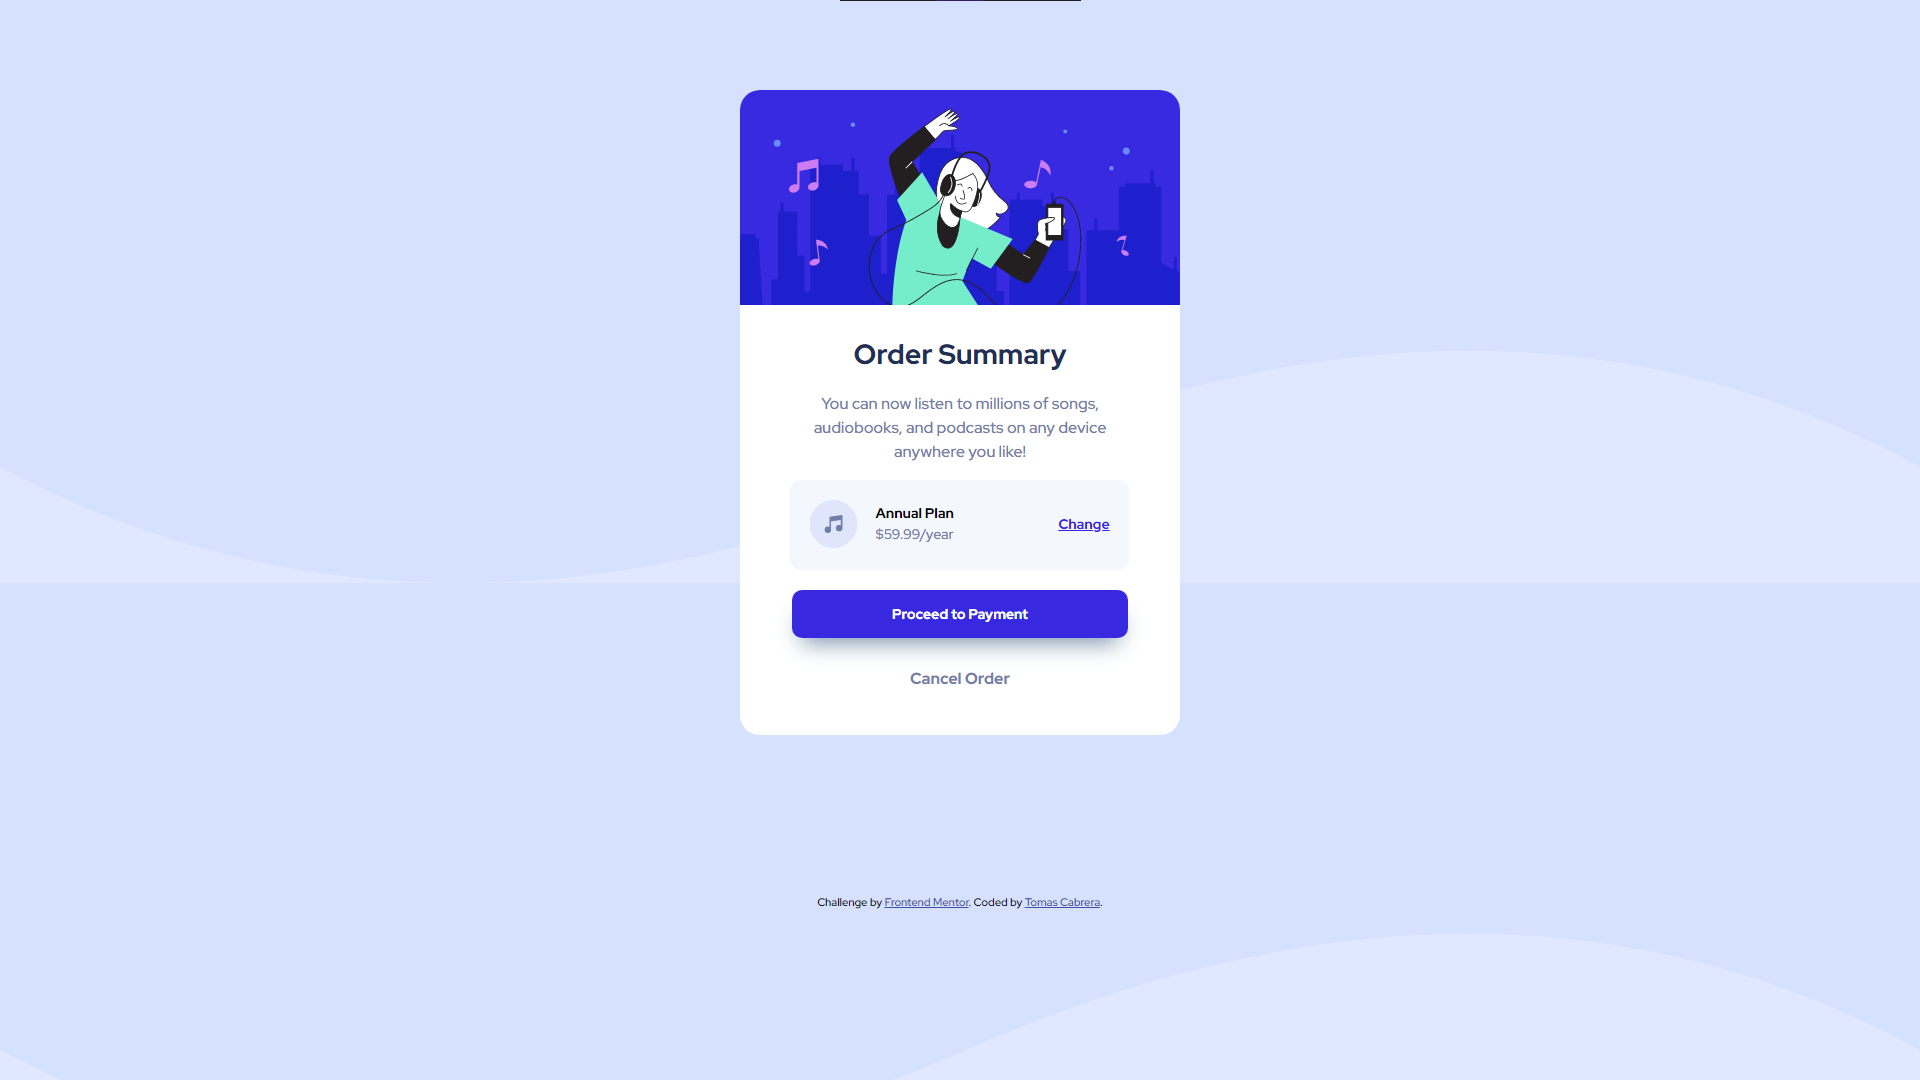 Order Summary
You can now listen to millions of songs,
audiobooks, and podcasts on any device
anywhere you like!
Annual Plan
$59.99/year
Change
Proceed to Payment
Cancel Order
Challenge by Frontend Mentor. Coded by Tomas Cabrera.